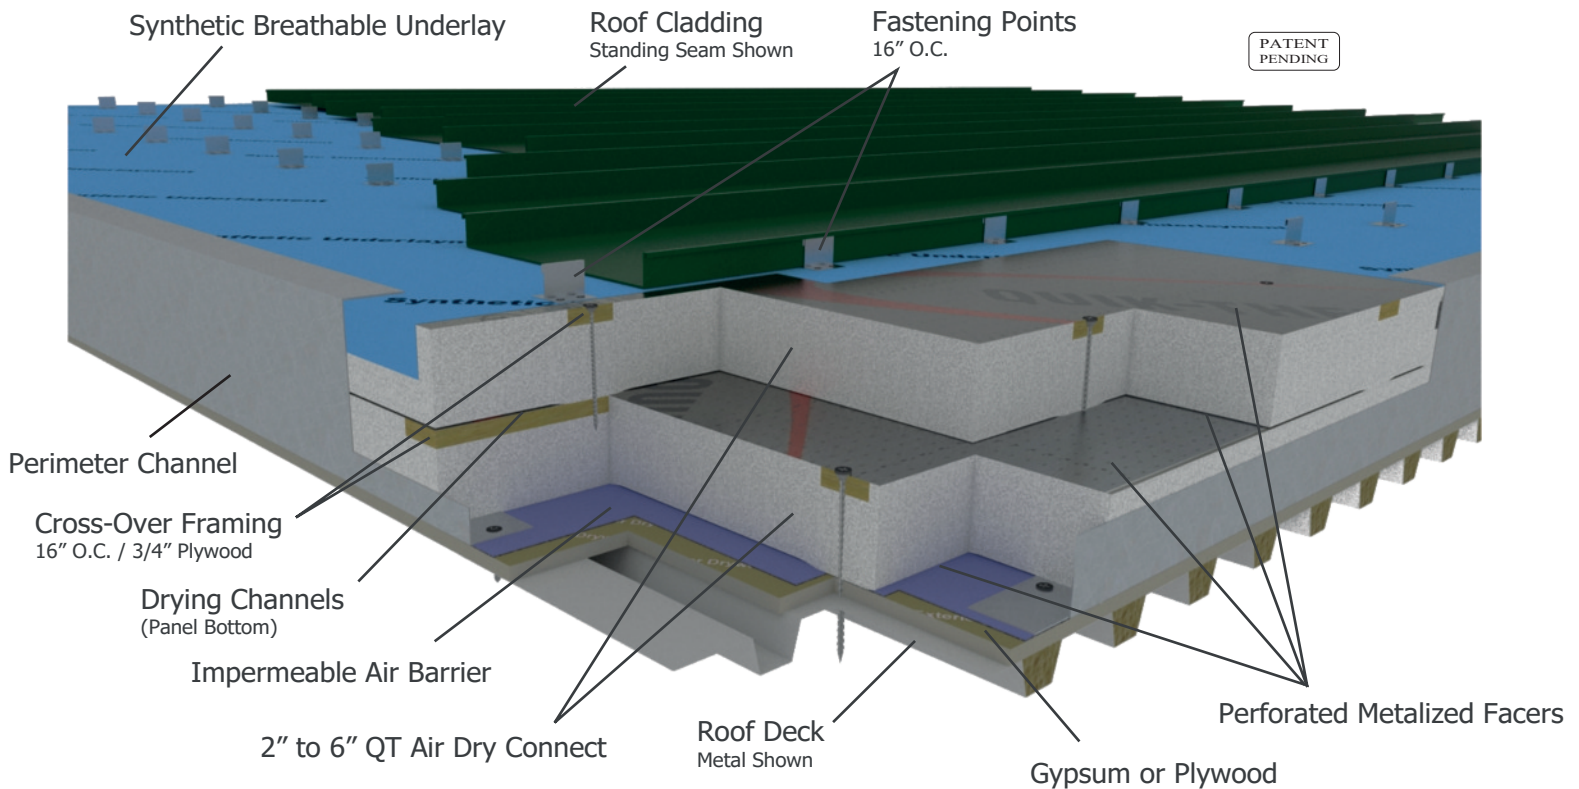 Synthetic Breathable Underlay
Roof Cladding
Standing Seam Shown
Fastening Points
16” O.C.
PATENT
PENDING
Synthetic
Perimeter Channel
Cross-Over Framing
16” O.C. / 3/4” Plywood
Drying Channels
(Panel Bottom)
Impermeable Air Barrier
2” to 6” QT Air Dry Connect
Roof Deck
Metal Shown
Perforated Metalized Facers
Gypsum or Plywood